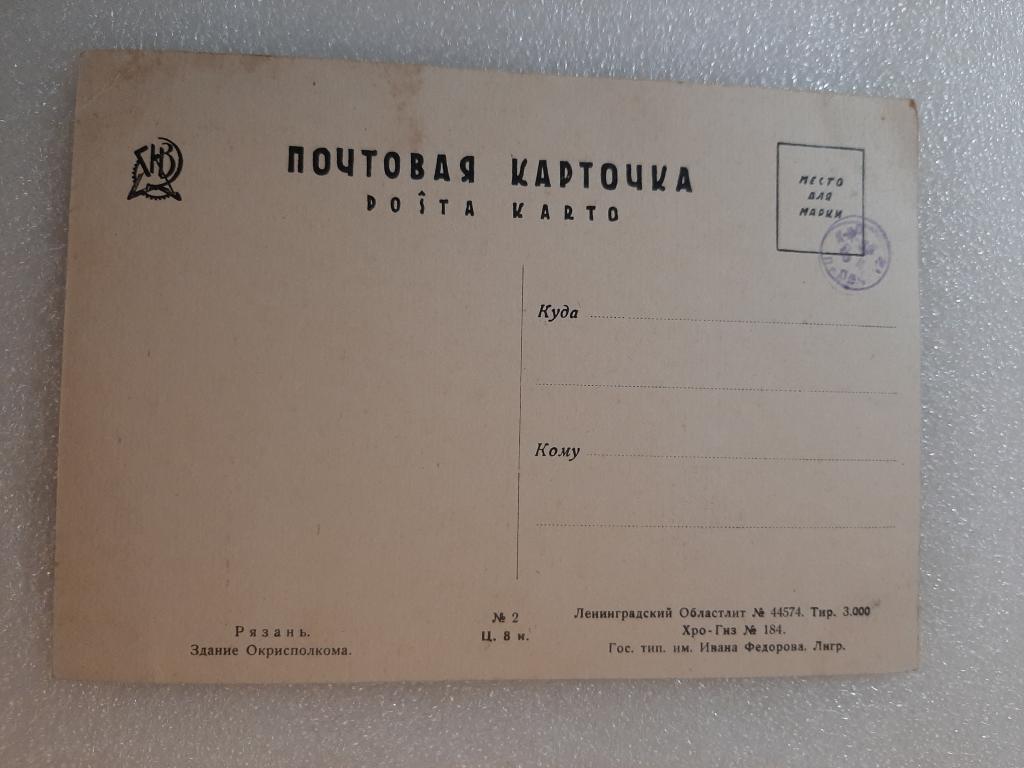 ПОЧТОВАЯ КАРТОЧКА
POŜTA KARTO
МЕСТО
ДЛЯ
МАРКИ
Куда
Кому
Рязань.
Здание Окрисполкома.
№ 2
Ц. 8 к.
Ленинградский Областлит № 44574. Тир. 3.000
Хро-Гиз № 184.
Гос. тип. им. Ивана Федорова. Лнгр.